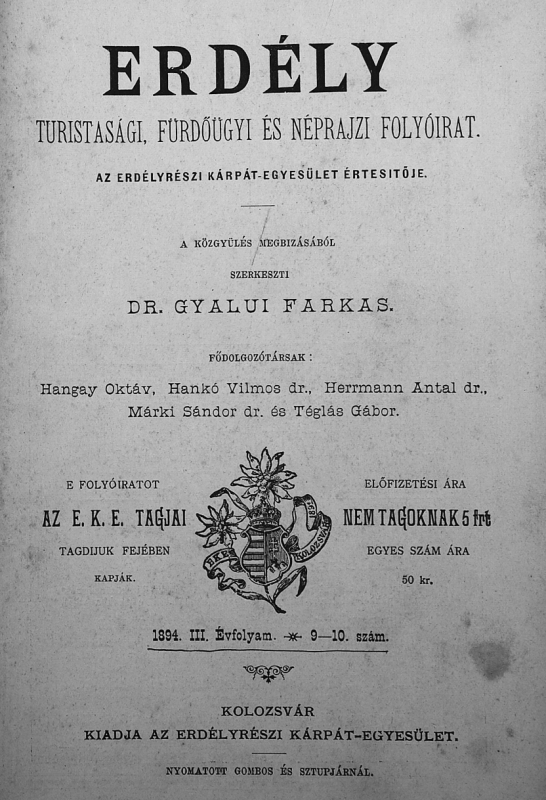 ERDÉLY
TURISTASÁGI, FÜRDŐÜGYI ÉS NÉPRAJZI FOLYÓIRAT.
AZ ERDÉLYRÉSZI KÁRPÁT-EGYESÜLET ÉRTESITŐJE.
A KÖZGYÜLÉS MEGBIZÁSÁBÓL
SZERKESZTI
DR. GYALUI FARKAS.
FŐDOLGOZÓTÁRSAK:
Hangay Oktáv, Hankó Vilmos dr., Herrmann Antal dr.,
Márki Sándor dr. és Téglás Gábor.
E FOLYÓIRATOT
AZ E. K. E. TAGJAI
TAGDIJUK FEJÉBEN
KAPJÁK.
EKE
KOLOZSVÁR
1891
ELŐFIZETÉSI ÁRA
NEM TAGOKNAK 5 frt
EGYES SZÁM ÁRA
50 kr.
1894. III. Évfolyam. 9—10. szám.
KOLOZSVÁR
KIADJA AZ ERDÉLYRÉSZI KÁRPÁT-EGYESÜLET.
NYOMATOTT GOMBOS ÉS SZTUPJÁRNÁL.